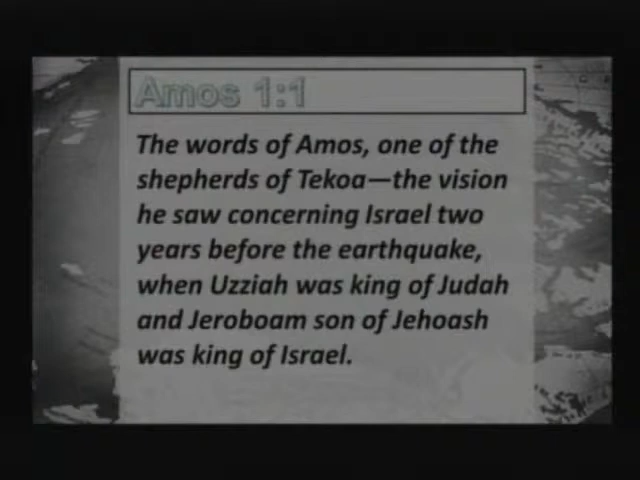 Amos 1:1
The words of Amos, one of the
shepherds of Tekoa—the vision
he saw concerning Israel two
years before the earthquake,
when Uzziah was king of Judah
and Jeroboam son of Jehoash
was king of Israel.